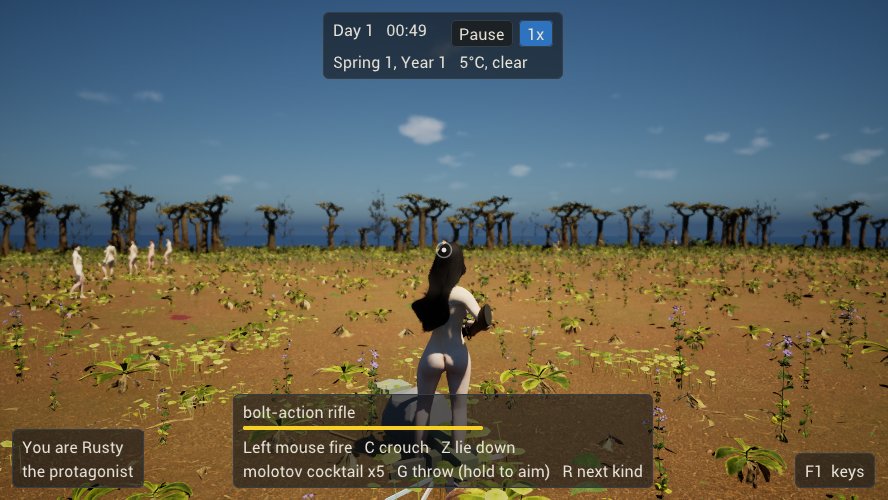 Day 1 00:49 Pause 1x
Spring 1, Year 1 5°C, clear
bolt-action rifle
Left mouse fire C crouch Z lie down
molotov cocktail x5 G throw (hold to aim) R next kind
You are Rusty
the protagonist
F1 keys